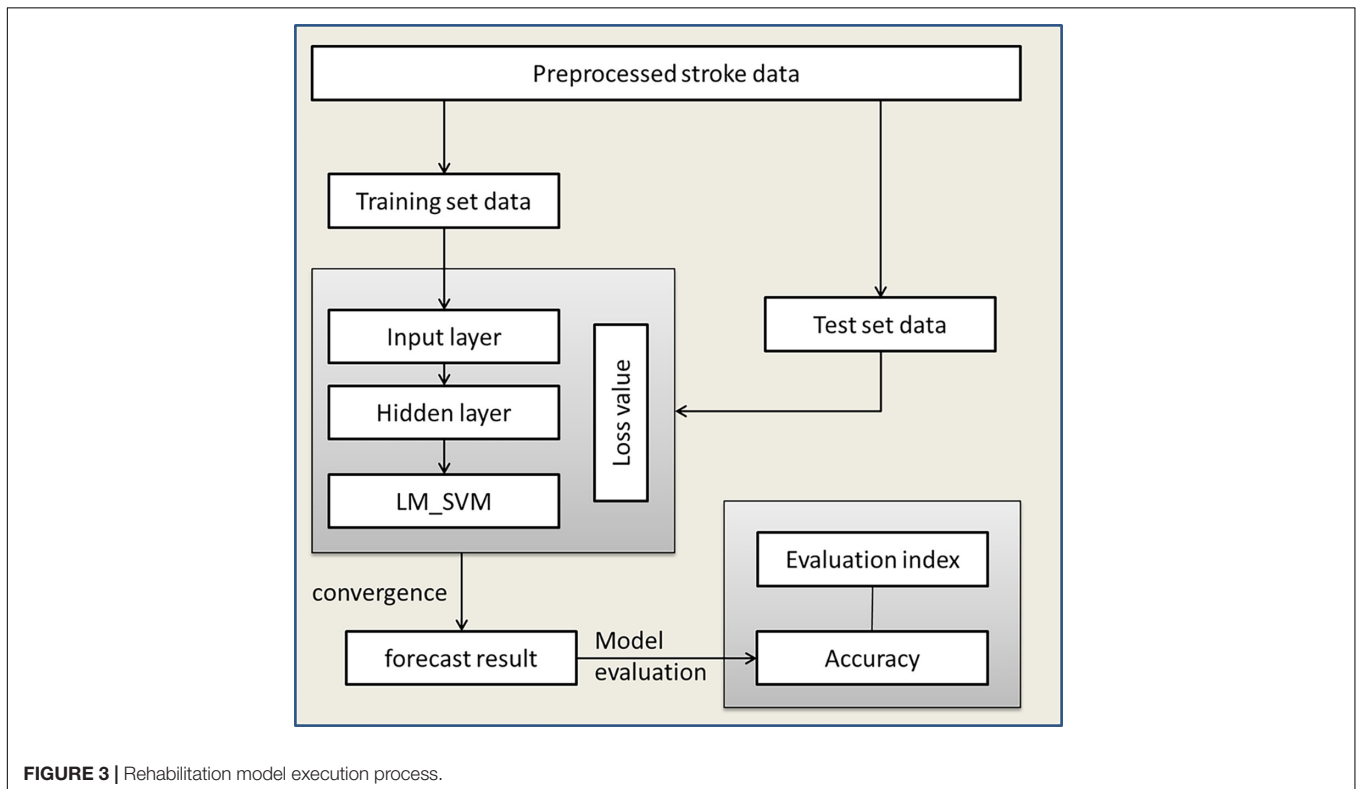 Preprocessed stroke data
Training set data
Input layer
Hidden layer
LM_SVM
Loss value
Test set data
convergence
forecast result
Model
evaluation
Evaluation index
Accuracy
FIGURE 3 | Rehabilitation model execution process.